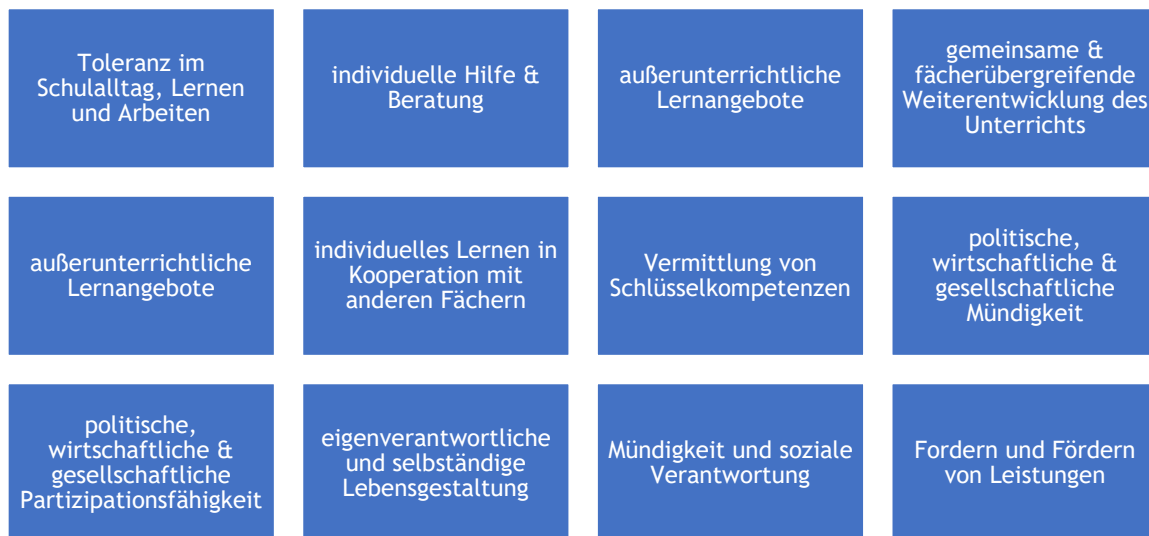 Toleranz im
Schulalltag, Lernen
und Arbeiten
individuelle Hilfe &
Beratung
außerunterrichtliche
Lernangebote
gemeinsame &
fächerübergreifende
Weiterentwicklung des
Unterrichts
außerunterrichtliche
Lernangebote
individuelles Lernen in
Kooperation mit
anderen Fächern
Vermittlung von
Schlüsselkompetenzen
politische,
wirtschaftliche &
gesellschaftliche
Mündigkeit
politische,
wirtschaftliche &
gesellschaftliche
Partizipationsfähigkeit
eigenverantwortliche
und selbständige
Lebensgestaltung
Mündigkeit und soziale
Verantwortung
Fordern und Fördern
von Leistungen